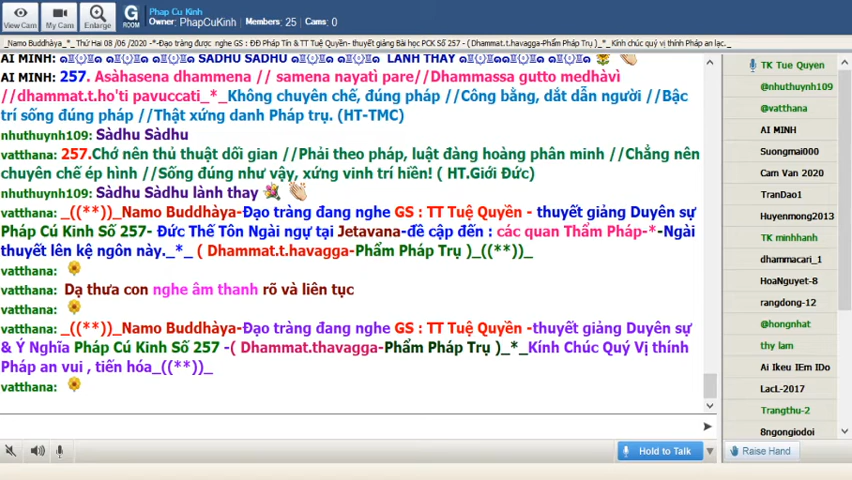 View Cam
My Cam
Enlarge
G ROOM
Phap Cu Kinh
Owner: PhapCuKinh Members: 25 Cams: 0
_Namo Buddhàya_*_ Thứ Hai 08 /06 /2020 -*-Đạo tràng được nghe GS : ĐĐ Pháp Tín & TT Tuệ Quyền- thuyết giảng Bài học PCK Số 257 - ( Dhammat.t.havagga-Phẩm Pháp Trụ )_*_ Kính chúc quý vị thính Pháp an lạc._
AI MINH: SÀDHU SÀDHU LÀNH THAY
AI MINH: 257. Asàhasena dhammena // samena nayatì pare//Dhammassa gutto medhàvì
//dhammat.t.ho'ti pavuccati_*_Không chuyên chế, đúng pháp //Công bằng, dắt dẫn người //Bậc
trí sống đúng pháp //Thật xứng danh Pháp trụ. (HT-TMC)
nhuthuynh109: Sàdhu Sàdhu
vatthana: 257.Chớ nên thủ thuật dối gian //Phải theo pháp, luật đàng hoàng phân minh //Chẳng nên
chuyên chế ép hình //Sống đúng như vậy, xứng vinh trí hiền! ( HT.Giới Đức)
nhuthuynh109: Sàdhu Sàdhu lành thay
vatthana: _((**))_Namo Buddhàya-Đạo tràng đang nghe GS : TT Tuệ Quyền - thuyết giảng Duyên sự
Pháp Cú Kinh Số 257- Đức Thế Tôn Ngài ngự tại Jetavana-đề cập đến : các quan Thẩm Pháp-*-Ngài
thuyết lên kệ ngôn này._*_ ( Dhammat.t.havagga-Phẩm Pháp Trụ )_((**))_
vatthana:
vatthana: Dạ thưa con nghe âm thanh rõ và liên tục
vatthana:
vatthana: _((**))_Namo Buddhàya-Đạo tràng đang nghe GS : TT Tuệ Quyền -thuyết giảng Duyên sự
& Ý Nghĩa Pháp Cú Kinh Số 257 -( Dhammat.thavagga-Phẩm Pháp Trụ )_*_Kính Chúc Quý Vị thính
Pháp an vui , tiến hóa_((**))_
vatthana:
Hold to Talk
TK Tue Quyen
@nhuthuynh109
@vatthana
AI MINH
Suongmai000
Cam Van 2020
TranDao1
Huyenmong2013
TK minhhanh
dhammacari_1
HoaNguyet-8
rangdong-12
@hongnhat
thy lam
Ai Ikeu IEm IDo
LacL-2017
Trangthu-2
8ngongiodoi
Raise Hand